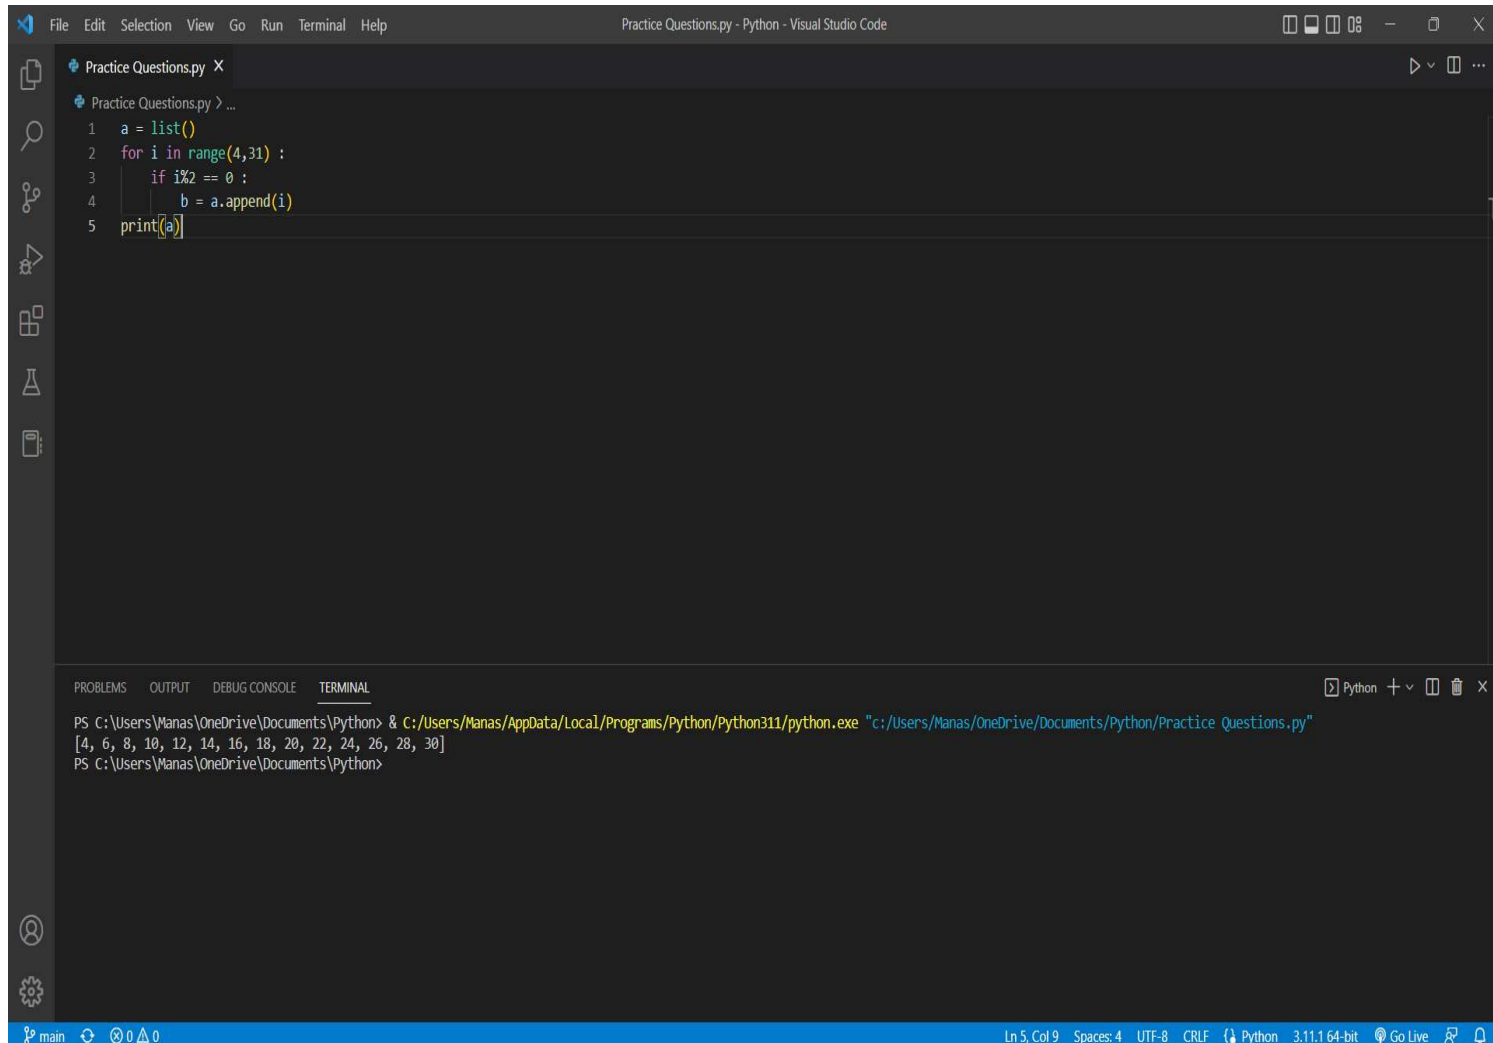 File Edit Selection View Go Run Terminal Help Practice Questions.py - Python - Visual Studio Code
Practice Questions.py
Practice Questions.py > ...
1 a = list()
2 for i in range(4,31) :
3     if i%2 == 0 :
4         b = a.append(i)
5 print(a)
PROBLEMS OUTPUT DEBUG CONSOLE TERMINAL Python
PS C:\Users\Manas\OneDrive\Documents\Python> & C:/Users/Manas/AppData/Local/Programs/Python/Python311/python.exe "c:/Users/Manas/OneDrive/Documents/Python/Practice Questions.py"
[4, 6, 8, 10, 12, 14, 16, 18, 20, 22, 24, 26, 28, 30]
PS C:\Users\Manas\OneDrive\Documents\Python>
main 0 0 Ln 5, Col 9 Spaces: 4 UTF-8 CRLF Python 3.11.1 64-bit Go Live